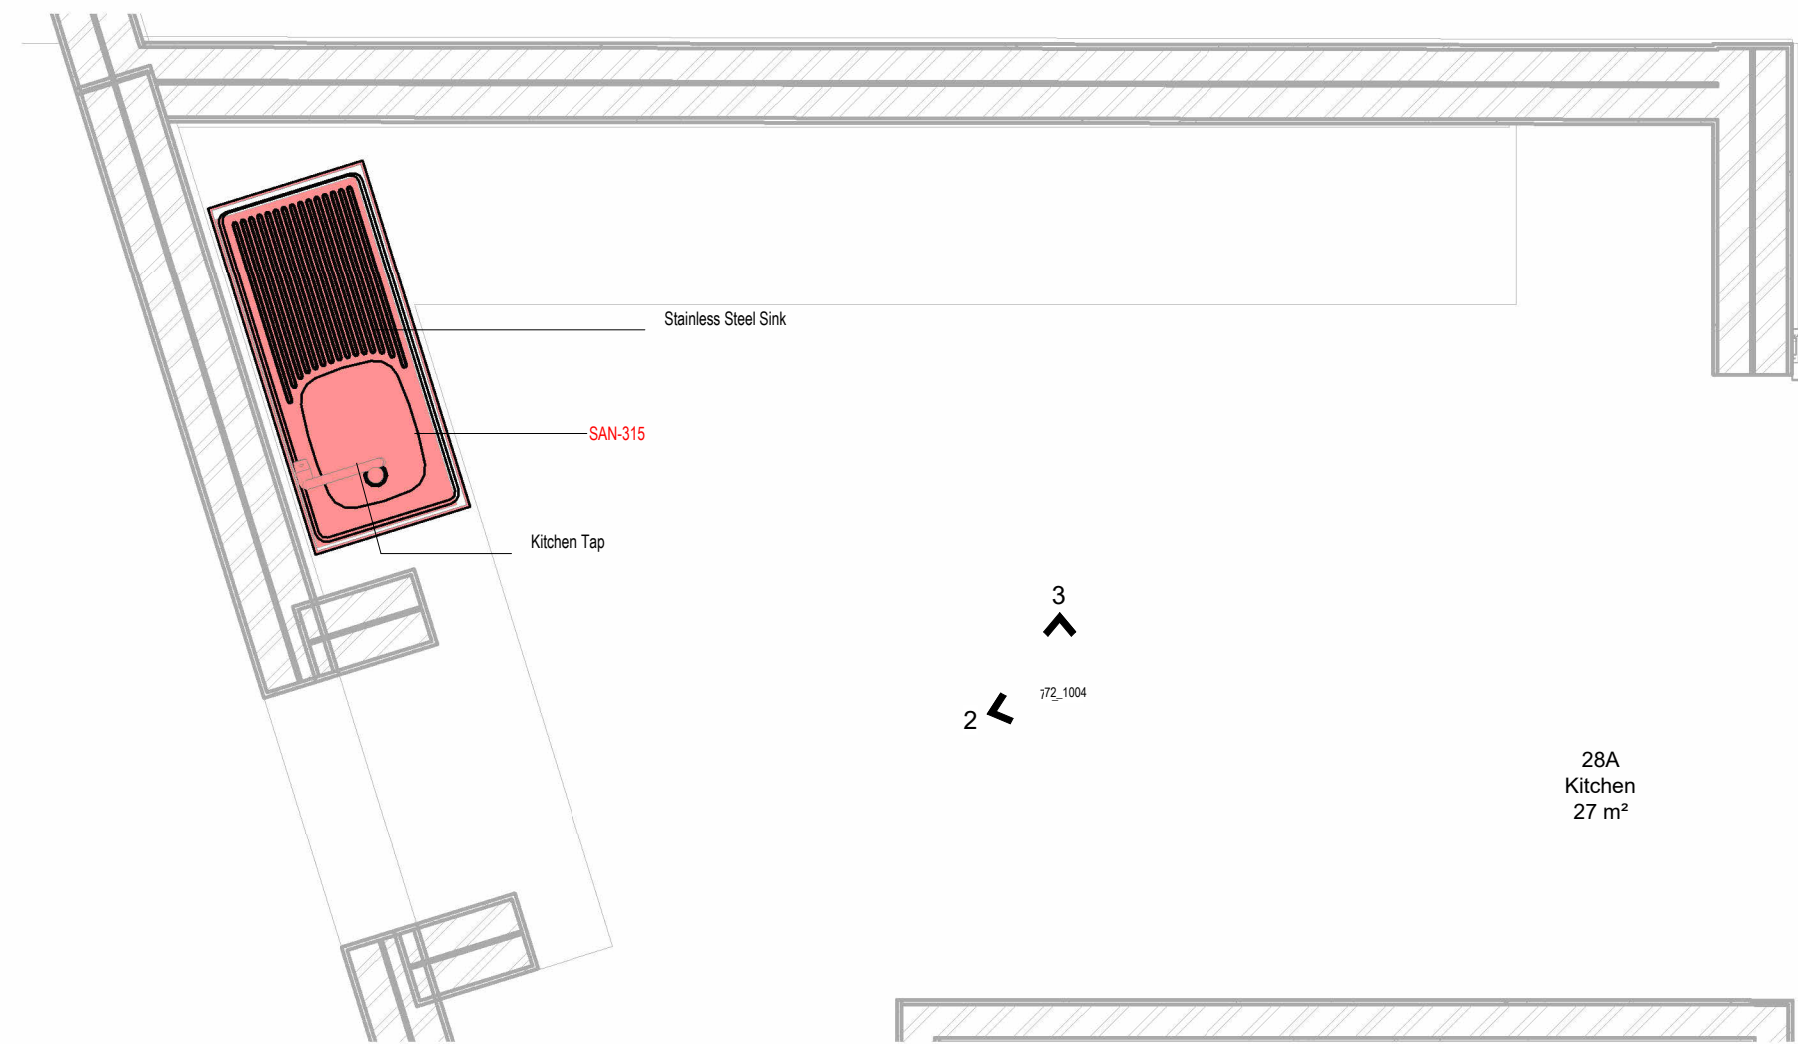 Stainless Steel Sink
SAN-315
Kitchen Tap
3
72_1004
2
28A
Kitchen
27 m²